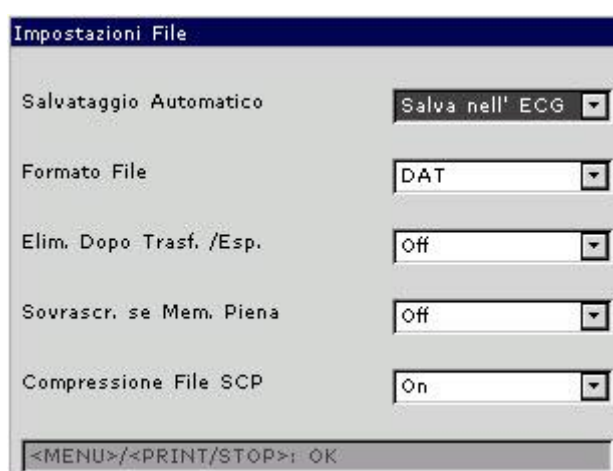 Impostazioni File
Salvataggio Automatico Salva nell' ECG
Formato File DAT
Elim. Dopo Trasf. /Esp. Off
Sovrascr. se Mem. Piena Off
Compressione File SCP On
<MENU>/<PRINT/STOP>: OK